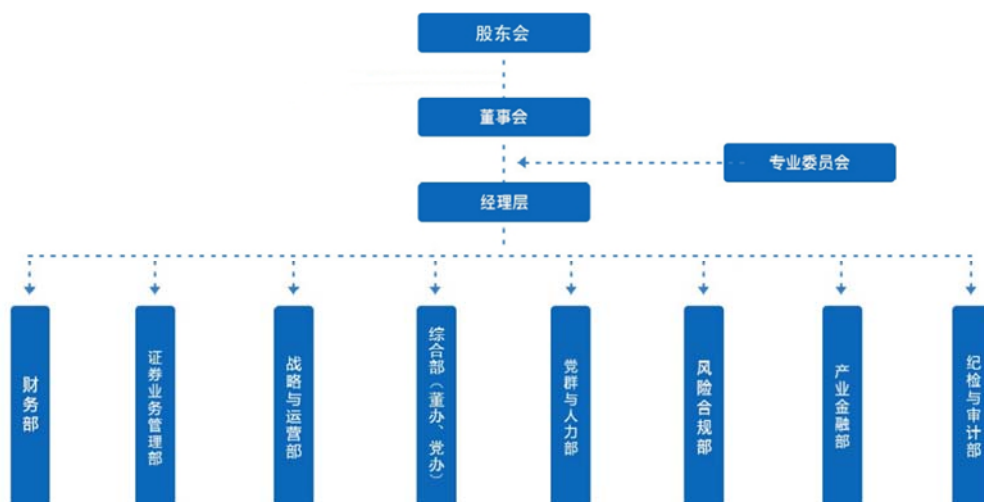 股东会
董事会
专业委员会
经理层
财务部
证券业务管理部
战略与运营部
综合部（董办、党办）
党群与人力部
风险合规部
产业金融部
纪检与审计部